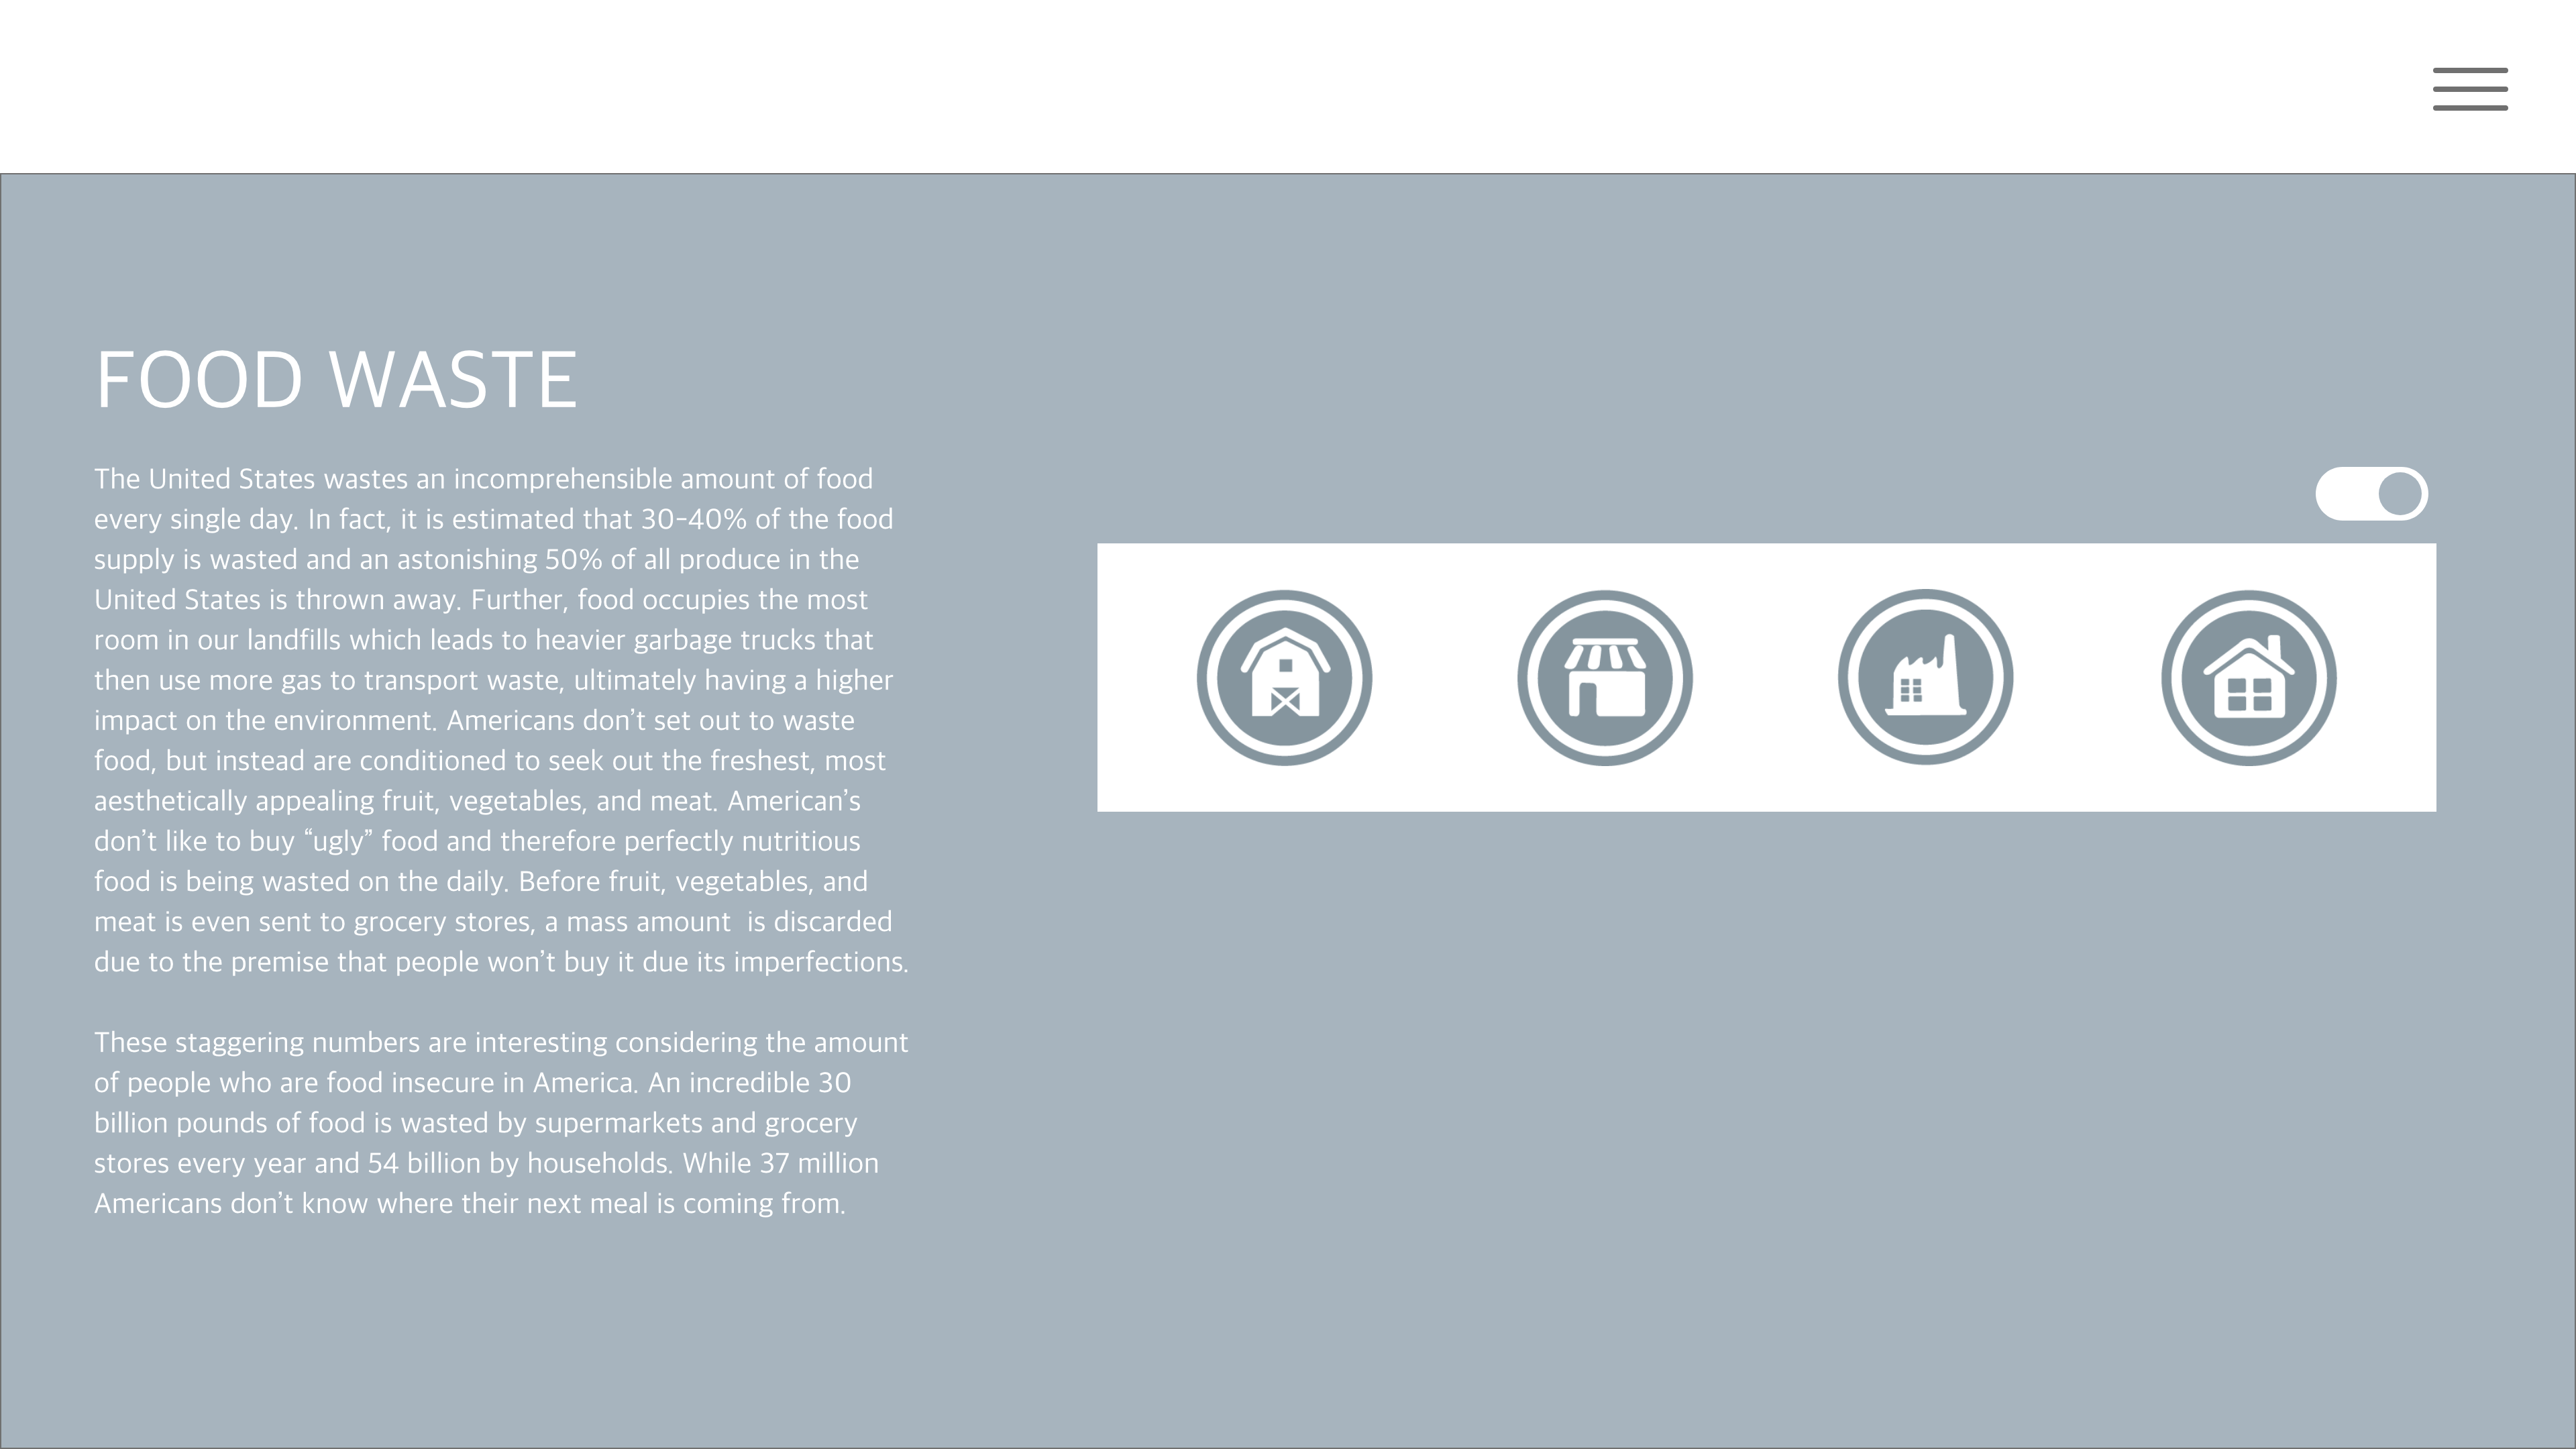 FOOD WASTE
The United States wastes an incomprehensible amount of food
every single day. In fact, it is estimated that 30-40% of the food
supply is wasted and an astonishing 50% of all produce in the
United States is thrown away. Further, food occupies the most
room in our landfills which leads to heavier garbage trucks that
then use more gas to transport waste, ultimately having a higher
impact on the environment. Americans don’t set out to waste
food, but instead are conditioned to seek out the freshest, most
aesthetically appealing fruit, vegetables, and meat. American’s
don’t like to buy “ugly” food and therefore perfectly nutritious
food is being wasted on the daily. Before fruit, vegetables, and
meat is even sent to grocery stores, a mass amount  is discarded
due to the premise that people won’t buy it due its imperfections.
These staggering numbers are interesting considering the amount
of people who are food insecure in America. An incredible 30
billion pounds of food is wasted by supermarkets and grocery
stores every year and 54 billion by households. While 37 million
Americans don’t know where their next meal is coming from.